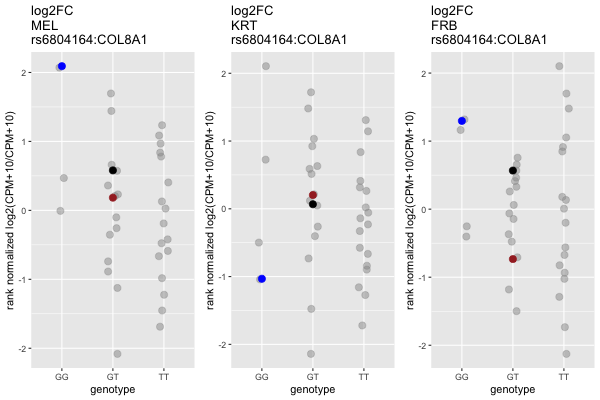 log2FC
MEL
rs6804164:COL8A1
log2FC
KRT
rs6804164:COL8A1
log2FC
FRB
rs6804164:COL8A1
rank normalized log2(CPM+10/CPM+10)
2
1
0
-1
-2
GG
GT
TT
genotype
rank normalized log2(CPM+10/CPM+10)
2
1
0
-1
-2
GG
GT
TT
genotype
rank normalized log2(CPM+10/CPM+10)
2
1
0
-1
-2
GG
GT
TT
genotype